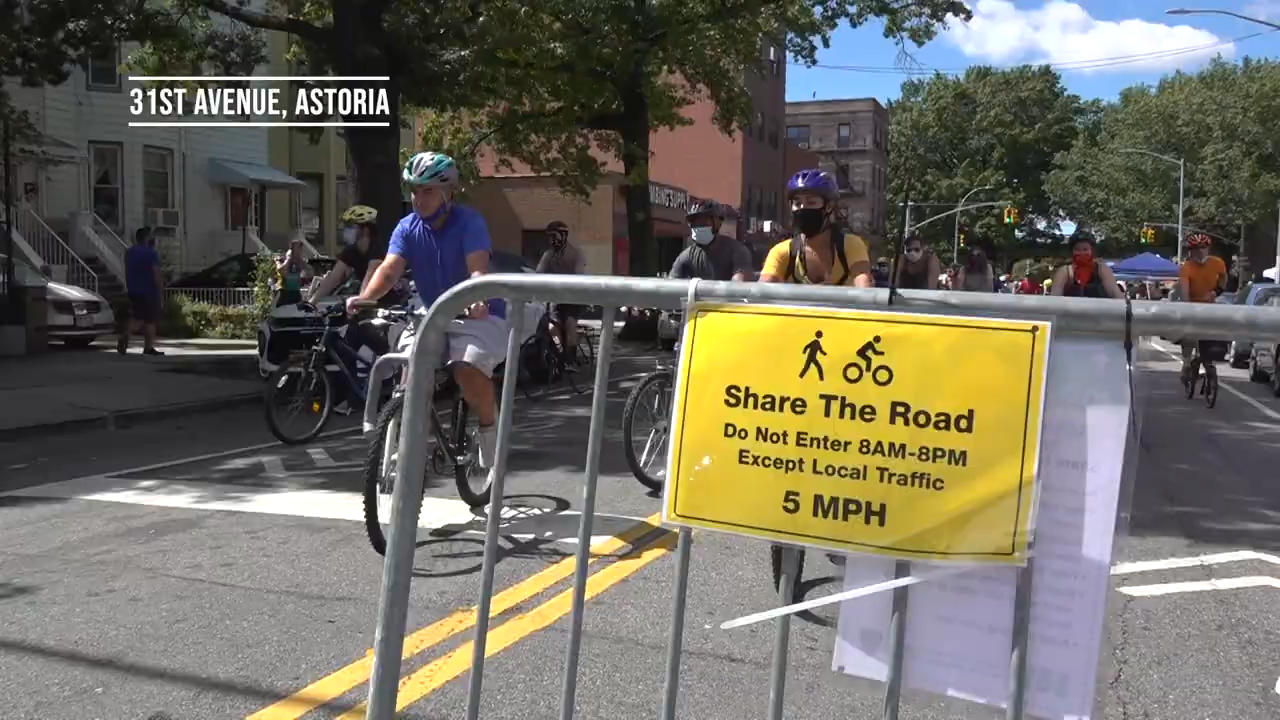 31ST AVENUE, ASTORIA
Share The Road
Do Not Enter 8AM-8PM
Except Local Traffic
5 MPH